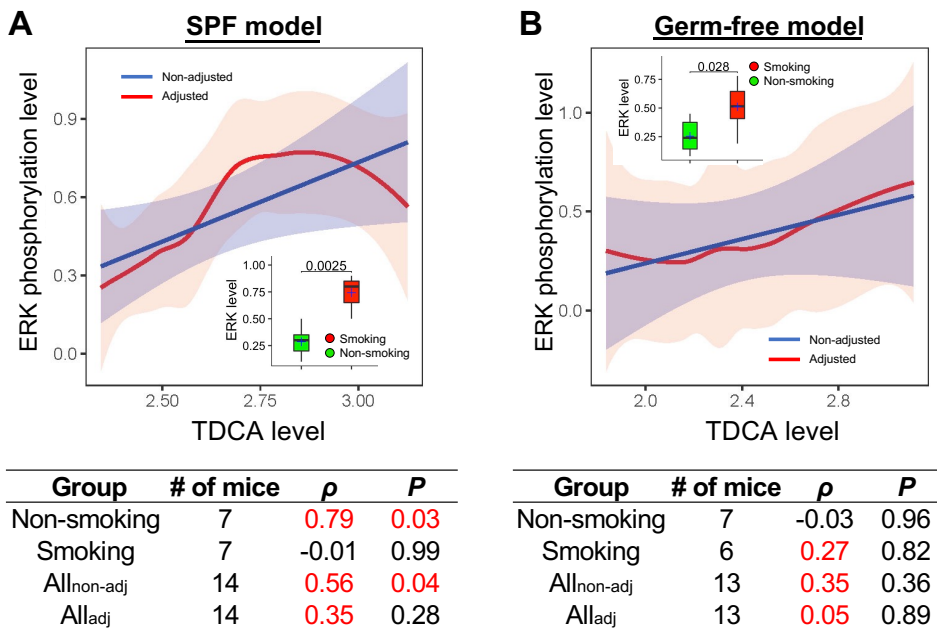 A
SPF model
Non-adjusted
Adjusted
ERK phosphorylation level
0.9
0.6
0.3
0.0
2.50
2.75
3.00
TDCA level
ERK level
1.00
0.75
0.50
0.25
0.0025
Smoking
Non-smoking
B
Germ-free model
ERK phosphorylation level
1.0
0.5
0.0
2.0
2.4
2.8
TDCA level
ERK level
0.75
0.50
0.25
0.028
Smoking
Non-smoking
Non-adjusted
Adjusted
Group # of mice ρ P
Non-smoking 7 0.79 0.03
Smoking 7 -0.01 0.99
Allnon-adj 14 0.56 0.04
Alladj 14 0.35 0.28
Group # of mice ρ P
Non-smoking 7 -0.03 0.96
Smoking 6 0.27 0.82
Allnon-adj 13 0.35 0.36
Alladj 13 0.05 0.89